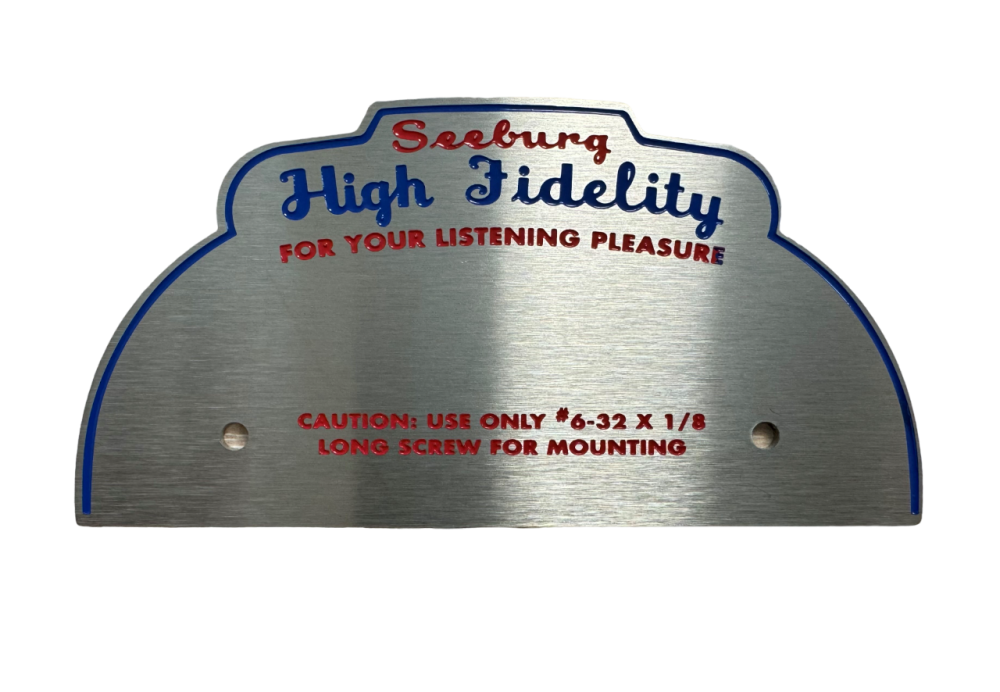 Seeburg
High Fidelity
FOR YOUR LISTENING PLEASURE
CAUTION: USE ONLY #6-32 X 1/8
LONG SCREW FOR MOUNTING